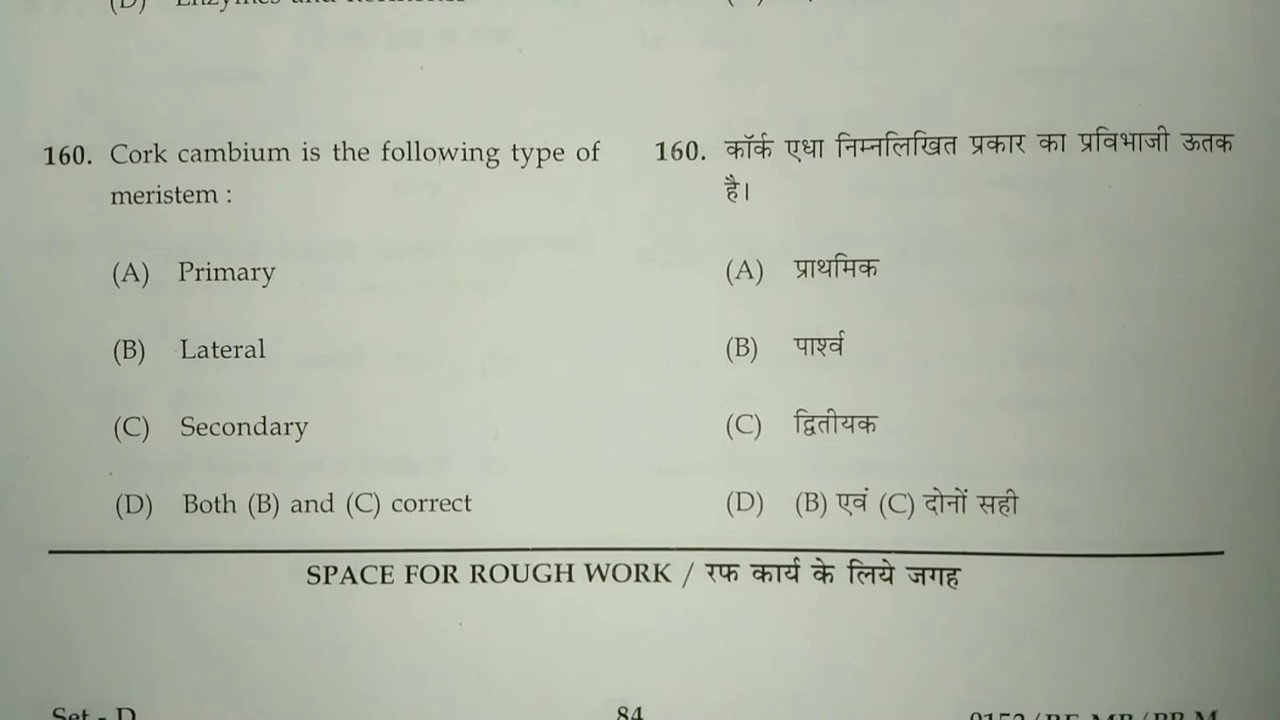 160. Cork cambium is the following type of
meristem :
(A) Primary
(B) Lateral
(C) Secondary
(D) Both (B) and (C) correct
160. कॉर्क एधा निम्नलिखित प्रकार का प्रविभाजी ऊतक
है।
(A) प्राथमिक
(B) पार्श्व
(C) द्वितीयक
(D) (B) एवं (C) दोनों सही
SPACE FOR ROUGH WORK / रफ कार्य के लिये जगह
Set - D
84